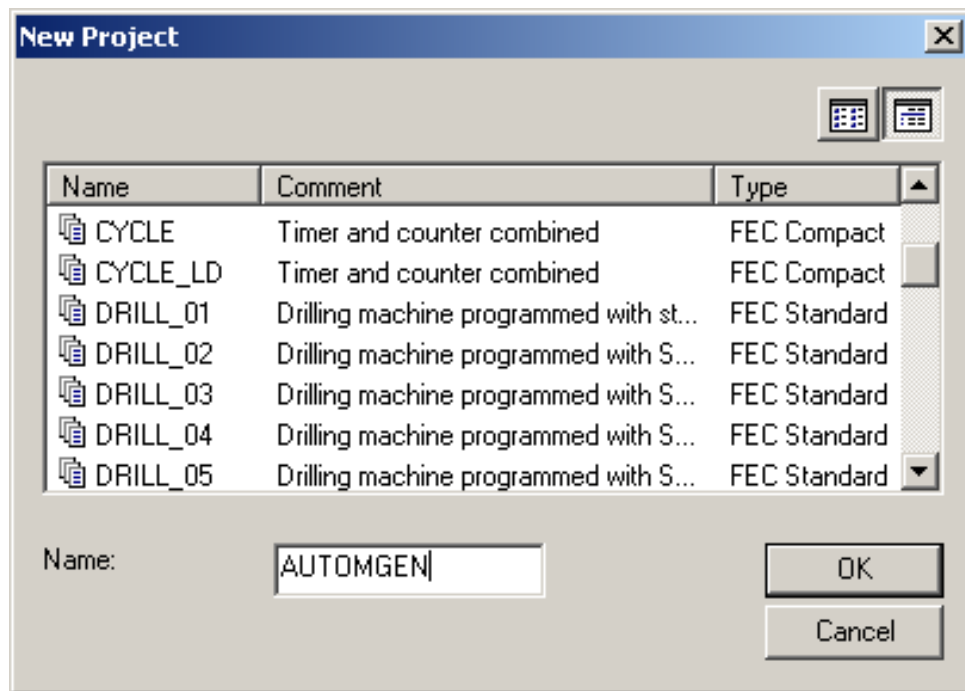 New Project
Name Comment Type
CYCLE Timer and counter combined FEC Compact
CYCLE_LD Timer and counter combined FEC Compact
DRILL_01 Drilling machine programmed with st... FEC Standard
DRILL_02 Drilling machine programmed with S... FEC Standard
DRILL_03 Drilling machine programmed with S... FEC Standard
DRILL_04 Drilling machine programmed with S... FEC Standard
DRILL_05 Drilling machine programmed with S... FEC Standard
Name: AUTOMGEN OK
Cancel